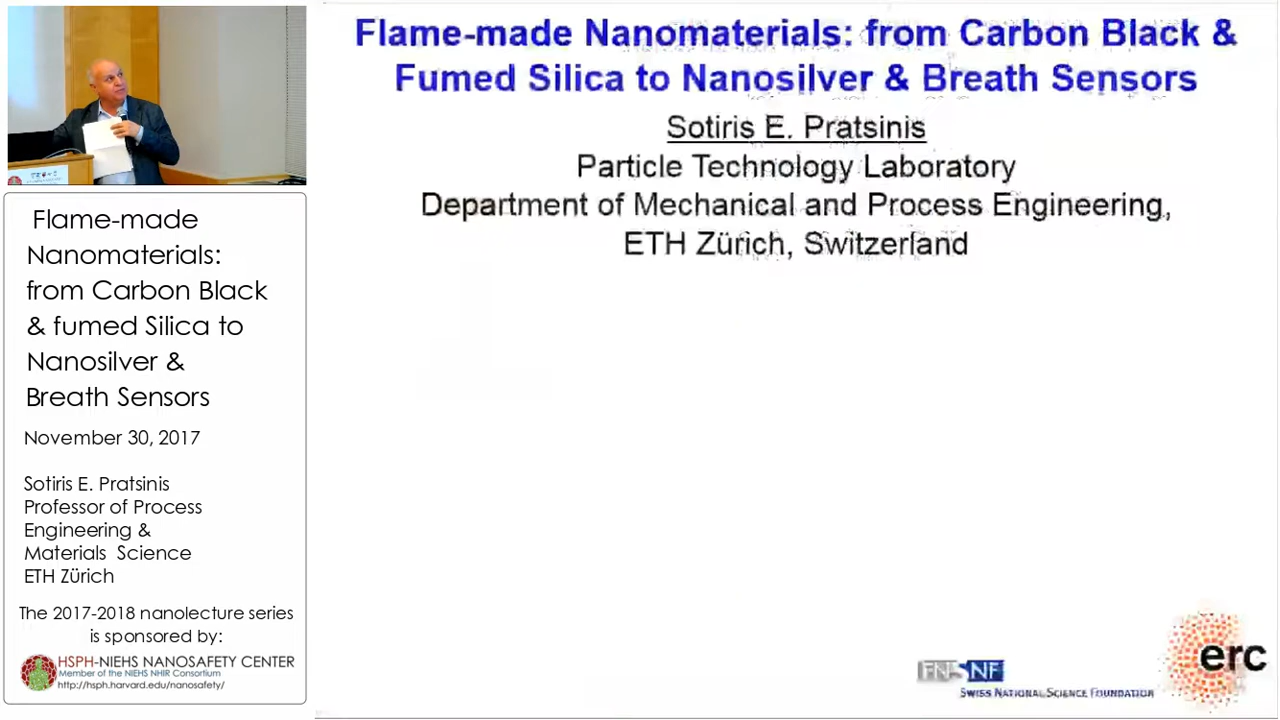 Flame-made Nanomaterials: from Carbon Black &
Fumed Silica to Nanosilver & Breath Sensors
Sotiris E. Pratsinis
Particle Technology Laboratory
Department of Mechanical and Process Engineering,
ETH Zürich, Switzerland
Flame-made
Nanomaterials:
from Carbon Black
& fumed Silica to
Nanosilver &
Breath Sensors
November 30, 2017
Sotiris E. Pratsinis
Professor of Process
Engineering &
Materials Science
ETH Zürich
The 2017-2018 nanolecture series
is sponsored by:
HSPH-NIEHS NANOSAFETY CENTER
Member of the NIEHS NHIR Consortium
http://hsph.harvard.edu/nanosafety/
FNSNF
SWISS NATIONAL SCIENCE FOUNDATION
erc